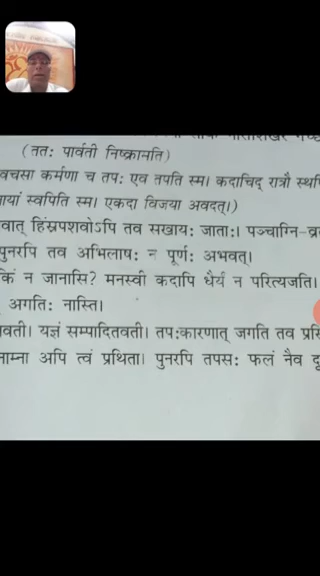 (ततः पार्वती निष्क्रामति)
वचसा कर्मणा च तपः एव तपति स्म। कदाचिद् रात्रौ
स्वपिति स्म। एकदा विजया अवदत्।)
हिंस्रपशवोऽपि तव सखायः जाताः। पञ्चाग्नि-
पुनरपि तव अभिलाषः न पूर्णः अभवत्।
किं न जानासि? मनस्वी कदापि धैर्यं न परित्यजति।
अगतिः नास्ति।
यज्ञं सम्पादितवती। तपःकारणात् जगति तव
अपि त्वं प्रथिता। पुनरपि तपसः फलं नैव